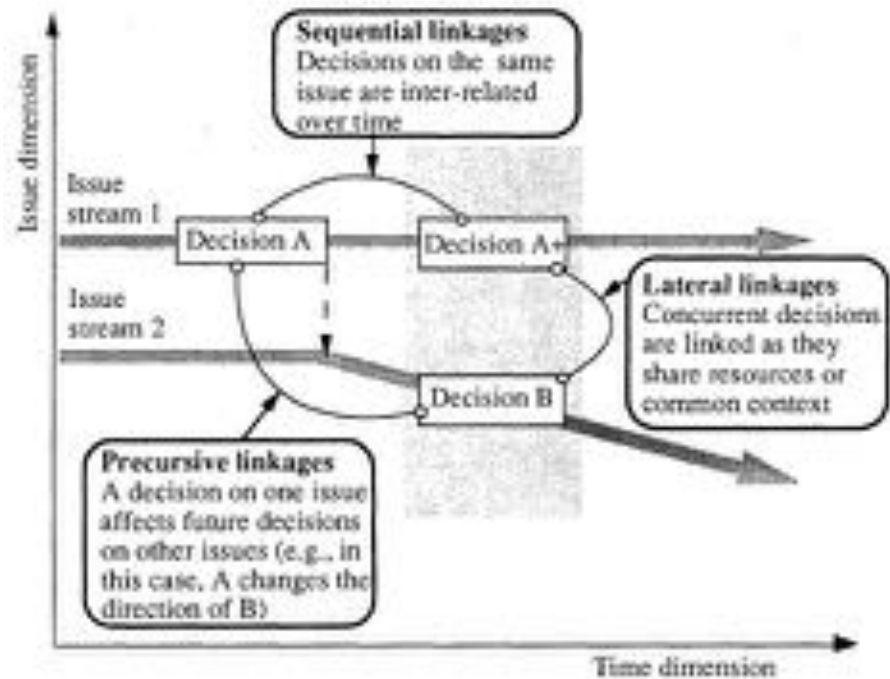 Issue dimension
Sequential linkages
Decisions on the same
issue are inter-related
over time
Issue
stream 1
Decision A
Decision A+
Issue
stream 2
Lateral linkages
Concurrent decisions
are linked as they
share resources or
common context
Decision B
Precursive linkages
A decision on one issue
affects future decisions
on other issues (e.g., in
this case, A changes the
direction of B)
Time dimension